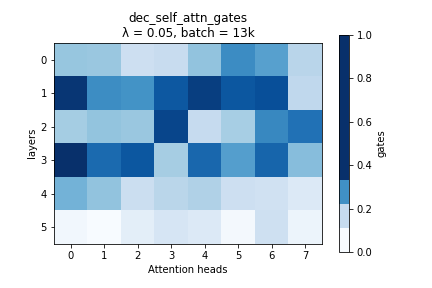 dec_self_attn_gates
λ = 0.05, batch = 13k
0
1
2
3
4
5
layers
0 1 2 3 4 5 6 7
Attention heads
1.0
0.8
0.6
0.4
0.2
0.0
gates